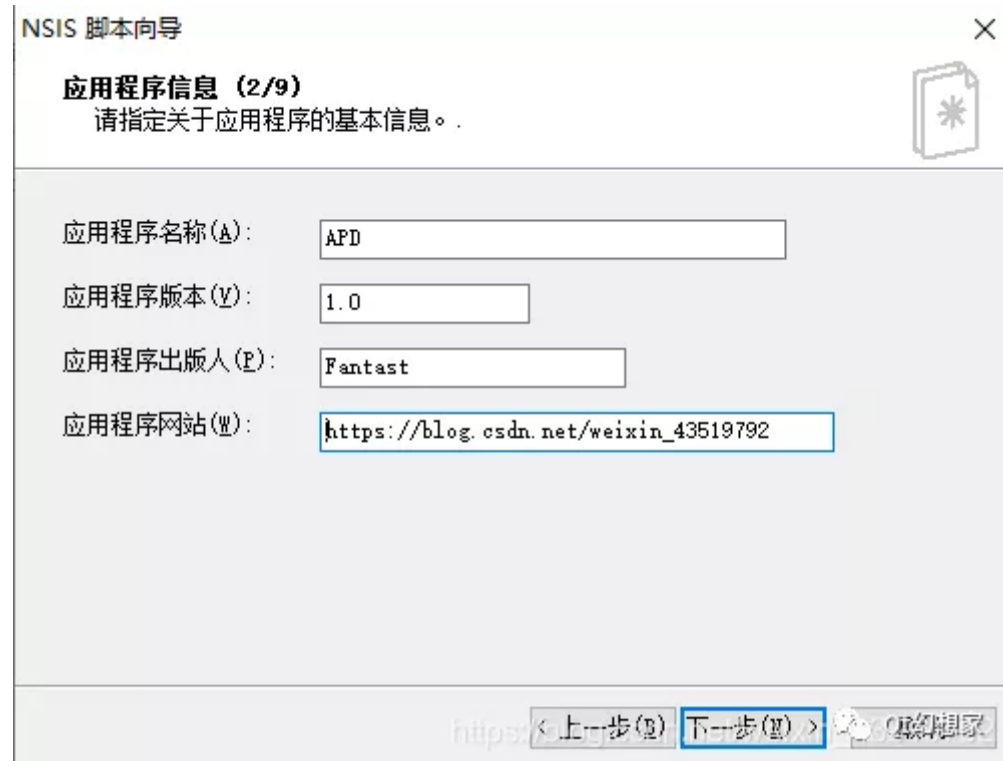 NSIS 脚本向导
应用程序信息 (2/9)
请指定关于应用程序的基本信息。.
应用程序名称(A): APD
应用程序版本(V): 1.0
应用程序出版人(P): Fantast
应用程序网站(W): https://blog.csdn.net/weixin_43519792
< 上一步(B) 下一步(N) >
幻想家